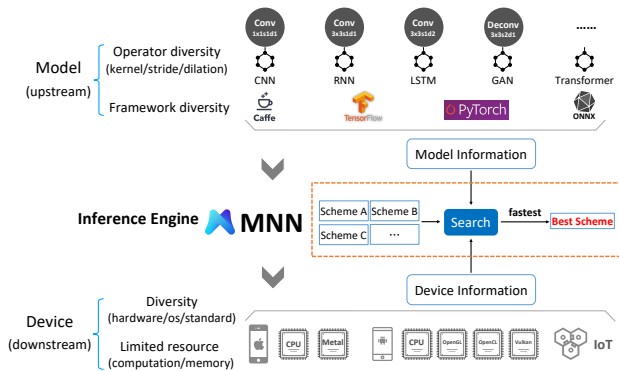 Conv
1x1s1d1
Conv
3x3s1d1
Conv
3x3s1d2
Deconv
3x3s2d1
......
Operator diversity
(kernel/stride/dilation)
Model
(upstream)
CNN
RNN
LSTM
GAN
Transformer
Framework diversity
Caffe
TensorFlow
PyTorch
ONNX
Model Information
Inference Engine
MNN
Scheme A
Scheme B
Scheme C
...
Search
fastest
Best Scheme
Device Information
Device
(downstream)
Diversity
(hardware/os/standard)
Limited resource
(computation/memory)
CPU
Metal
CPU
OpenGL
OpenCL
Vulkan
IoT